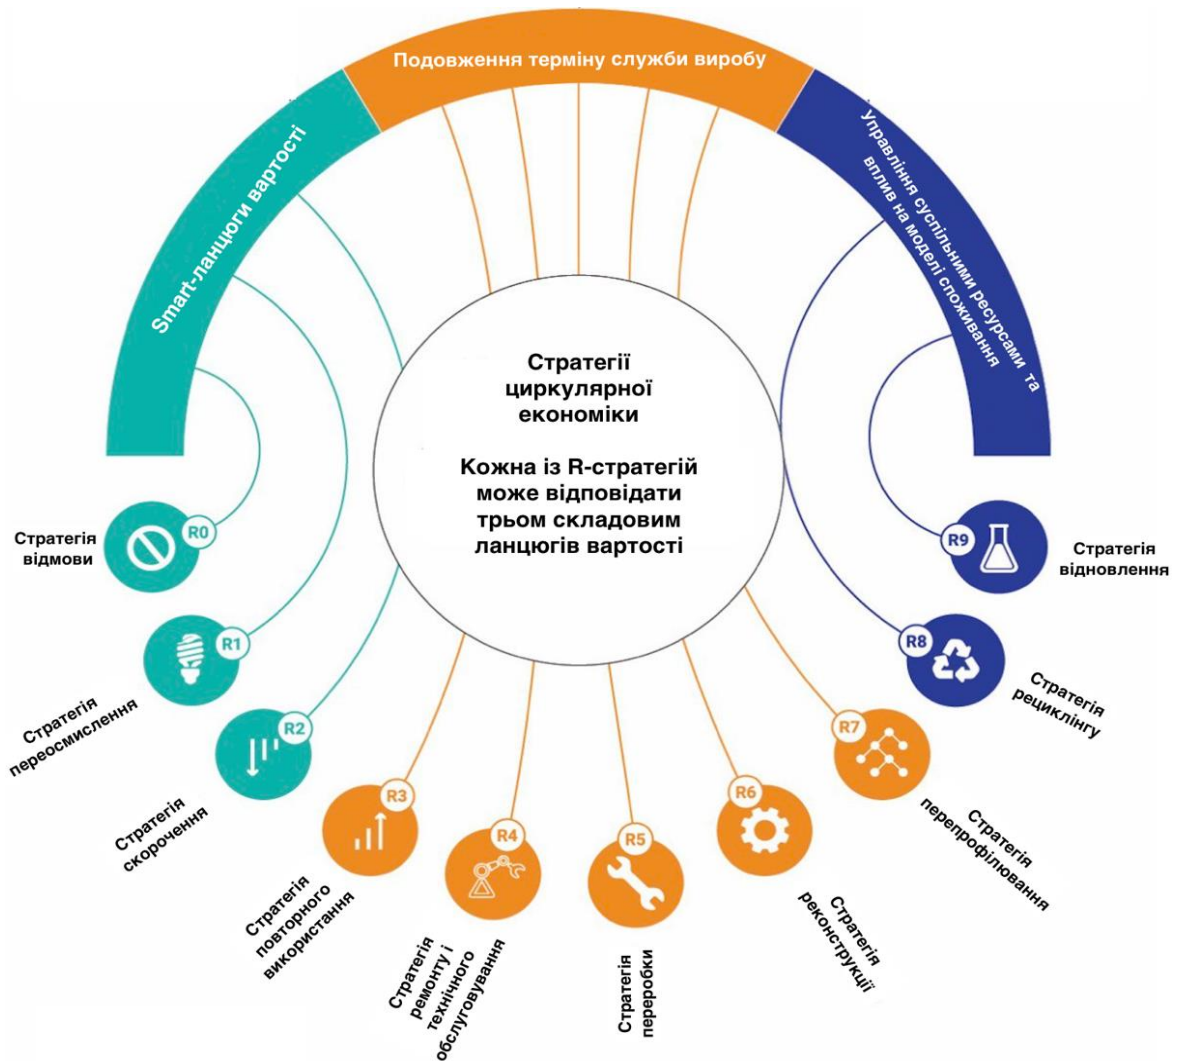 Подовження терміну служби виробу
Smart-ланцюги вартості
Управління суспільними ресурсами та
вплив на моделі споживання
Стратегії
циркулярної
економіки
Кожна із R-стратегій
може відповідати
трьом складовим
ланцюгів вартості
R0
Стратегія
відмови
R1
Стратегія
переосмислення
R2
Стратегія
скорочення
R3
Стратегія
повторного
використання
R4
Стратегія
ремонту і
технічного
обслуговування
R5
Стратегія
переробки
R6
Стратегія
реконструкції
R7
Стратегія
перепрофілювання
R8
Стратегія
рециклінгу
R9
Стратегія
відновлення